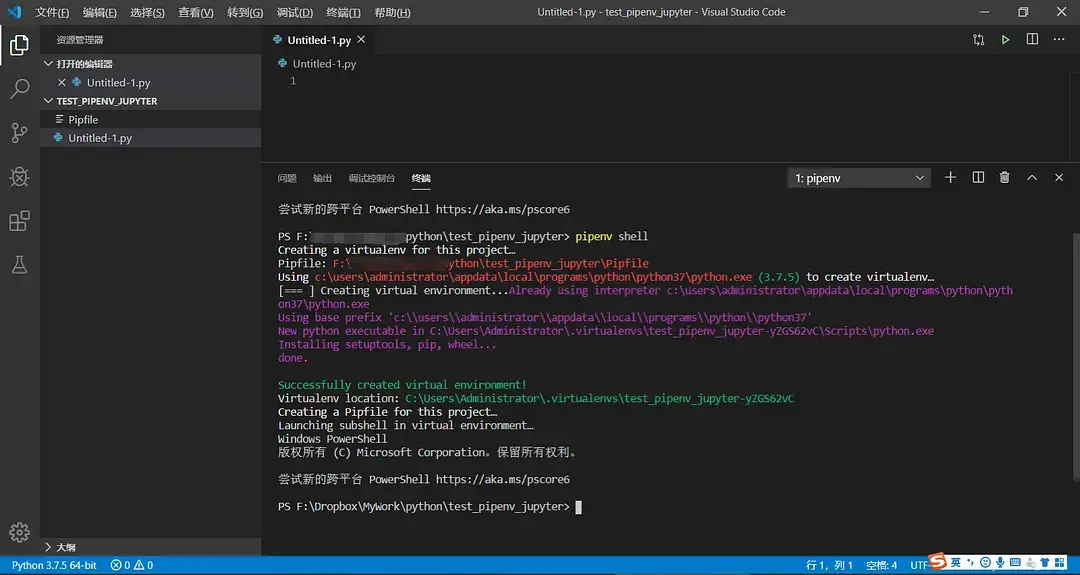 文件(F) 编辑(E) 选择(S) 查看(V) 转到(G) 调试(D) 终端(T) 帮助(H) Untitled-1.py - test_pipenv_jupyter - Visual Studio Code
资源管理器
打开的编辑器
Untitled-1.py
TEST_PIPENV_JUPYTER
Pipfile
Untitled-1.py
大纲
Untitled-1.py
Untitled-1.py
1
问题 输出 调试控制台 终端 1: pipenv
尝试新的跨平台 PowerShell https://aka.ms/pscore6
PS F:\ python\test_pipenv_jupyter> pipenv shell
Creating a virtualenv for this project…
Pipfile: F:\ ython\test_pipenv_jupyter\Pipfile
Using c:\users\administrator\appdata\local\programs\python\python37\python.exe (3.7.5) to create virtualenv…
[=== ] Creating virtual environment...Already using interpreter c:\users\administrator\appdata\local\programs\python\pyth
on37\python.exe
Using base prefix 'c:\\users\\administrator\\appdata\\local\\programs\\python\\python37'
New python executable in C:\Users\Administrator\.virtualenvs\test_pipenv_jupyter-yZGS62vC\Scripts\python.exe
Installing setuptools, pip, wheel...
done.
Successfully created virtual environment!
Virtualenv location: C:\Users\Administrator\.virtualenvs\test_pipenv_jupyter-yZGS62vC
Creating a Pipfile for this project…
Launching subshell in virtual environment…
Windows PowerShell
版权所有 (C) Microsoft Corporation。保留所有权利。
尝试新的跨平台 PowerShell https://aka.ms/pscore6
PS F:\Dropbox\MyWork\python\test_pipenv_jupyter>
Python 3.7.5 64-bit 0 0 行 1，列 1 空格: 4 UTF 英